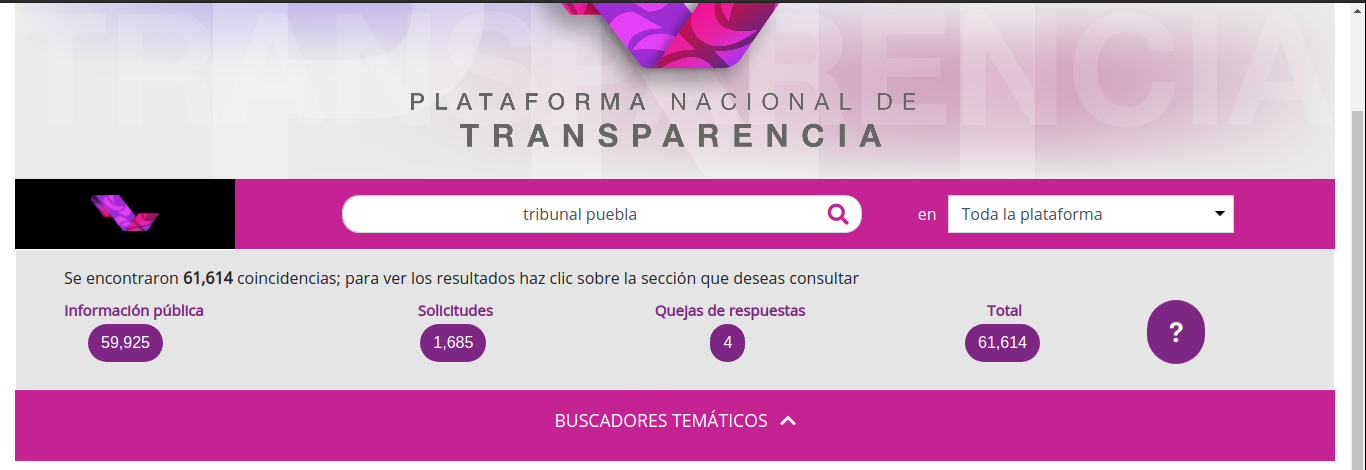 TRANSPARENCIA
PLATAFORMA NACIONAL DE
TRANSPARENCIA
tribunal puebla
en
Toda la plataforma
Se encontraron 61,614 coincidencias; para ver los resultados haz clic sobre la sección que deseas consultar
Información pública
Solicitudes
Quejas de respuestas
Total
59,925
1,685
4
61,614
?
BUSCADORES TEMÁTICOS